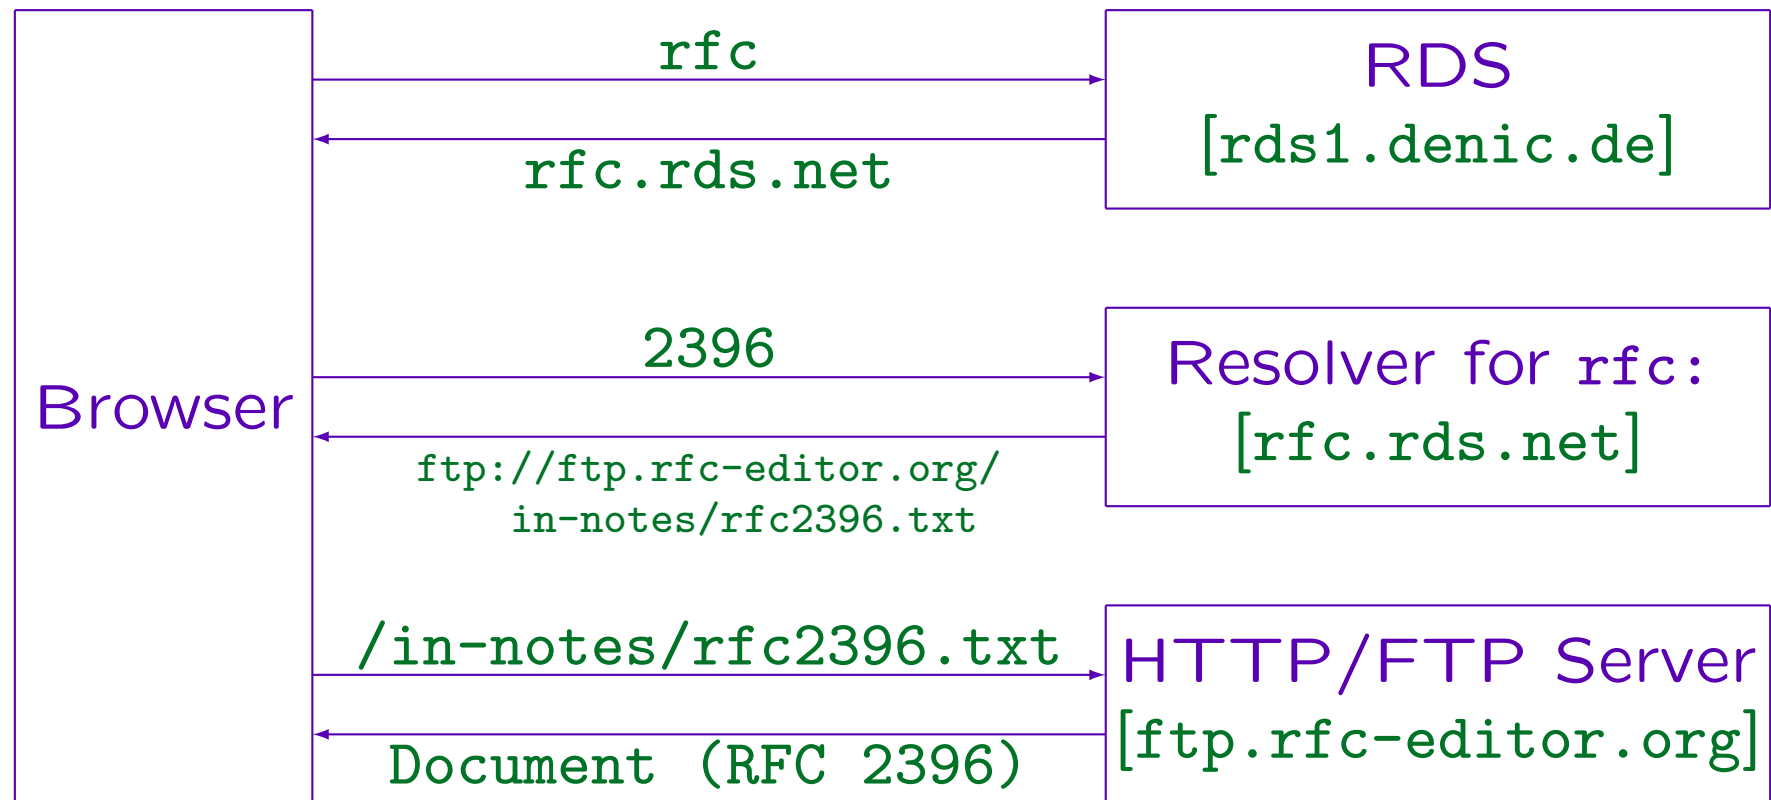 Browser
rfc
rfc.rds.net
RDS
[rds1.denic.de]
2396
ftp://ftp.rfc-editor.org/
in-notes/rfc2396.txt
Resolver for rfc:
[rfc.rds.net]
/in-notes/rfc2396.txt
Document (RFC 2396)
HTTP/FTP Server
[ftp.rfc-editor.org]